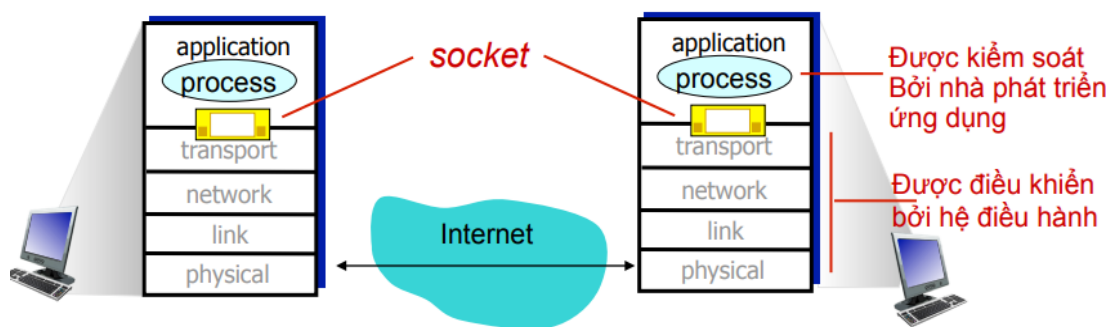 application
process
transport
network
link
physical
socket
Internet
application
process
transport
network
link
physical
Được kiểm soát
Bởi nhà phát triển
ứng dụng
Được điều khiển
bởi hệ điều hành